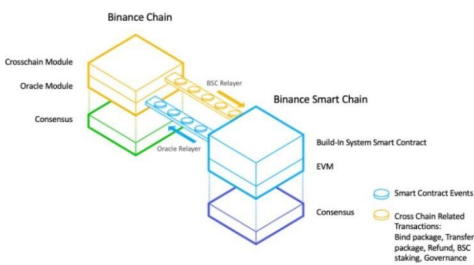 Binance Chain
Crosschain Module
Oracle Module
Consensus
BSC Relayer
Oracle Relayer
Binance Smart Chain
Build-In System Smart Contract
EVM
Consensus
Smart Contract Events
Cross Chain Related
Transactions:
Bind package, Transfer
package, Refund, BSC
staking, Governance